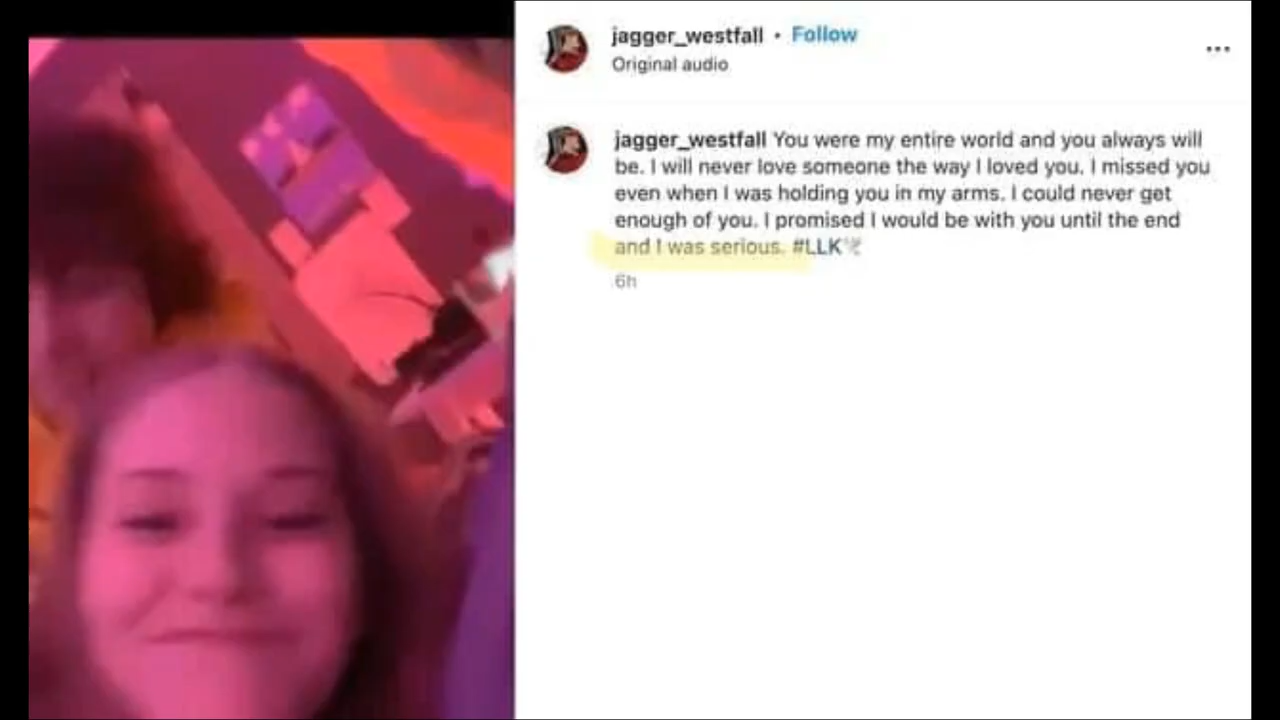 jagger_westfall • Follow
Original audio
jagger_westfall You were my entire world and you always will
be. I will never love someone the way I loved you. I missed you
even when I was holding you in my arms. I could never get
enough of you. I promised I would be with you until the end
and I was serious. #LLK🕊
6h